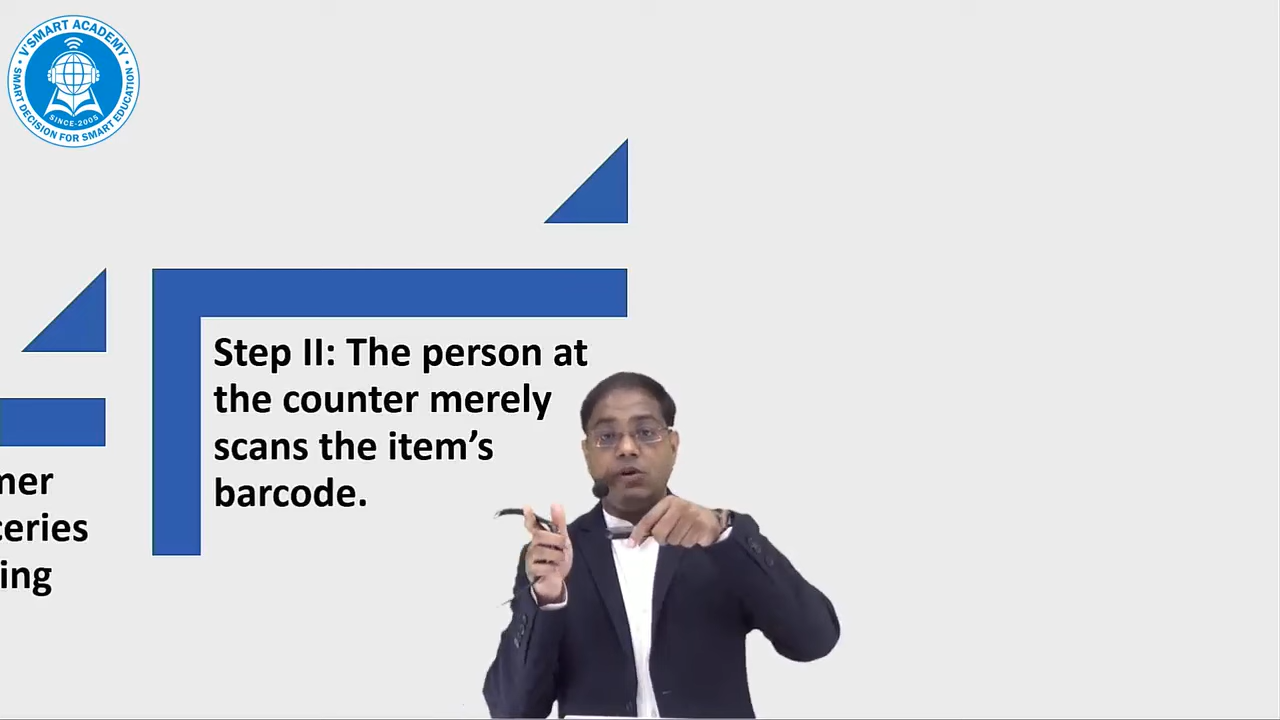 V'SMART ACADEMY
SMART DECISION FOR SMART EDUCATION
SINCE-2005
Step II: The person at
the counter merely
scans the item’s
barcode.
mer
ceries
ing